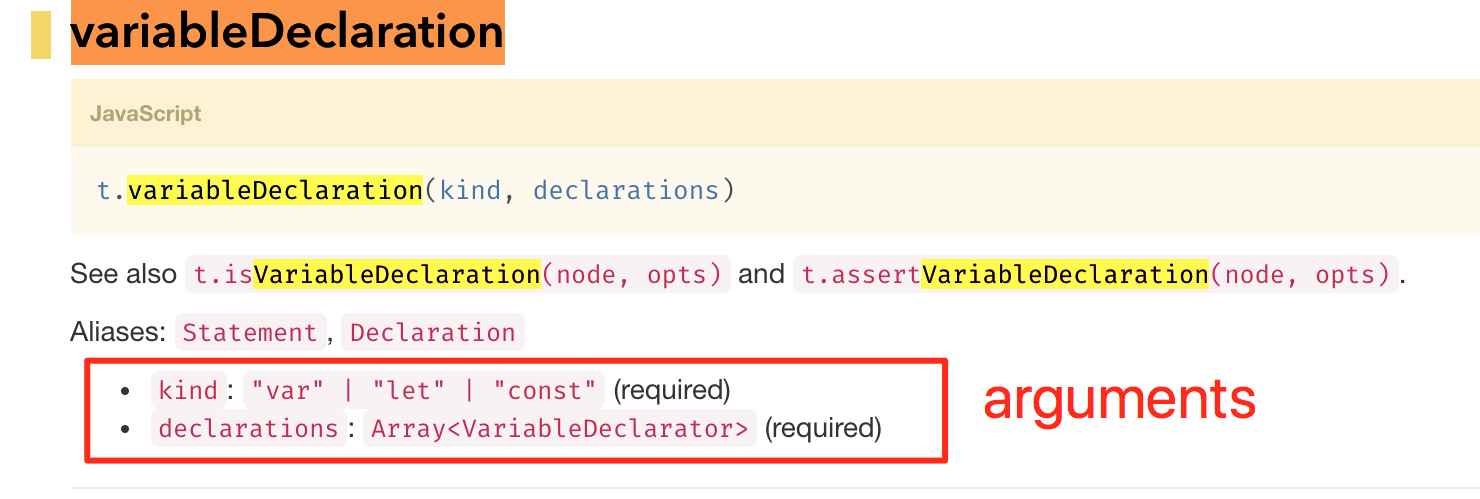 variableDeclaration
JavaScript
t.variableDeclaration(kind, declarations)
See also t.isVariableDeclaration(node, opts) and t.assertVariableDeclaration(node, opts).
Aliases: Statement, Declaration
• kind: "var" | "let" | "const" (required)
• declarations: Array<VariableDeclarator> (required)
arguments